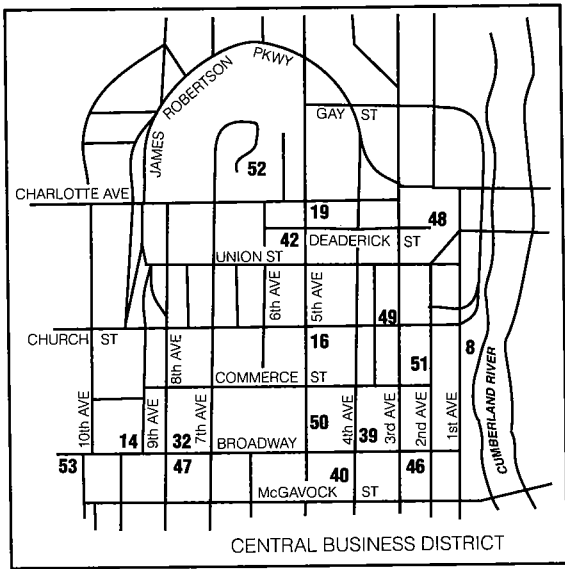 PKWY
ROBERTSON
JAMES
GAY ST
52
CHARLOTTE AVE
19
48
42 DEADERICK ST
UNION ST
6th AVE
5th AVE
49
CHURCH ST
8th AVE
16
8
51
COMMERCE ST
CUMBERLAND RIVER
10th AVE
9th AVE
7th AVE
4th AVE
3rd AVE
2nd AVE
1st AVE
50
14
32
BROADWAY
39
53
47
40
46
McGAVOCK ST
CENTRAL BUSINESS DISTRICT